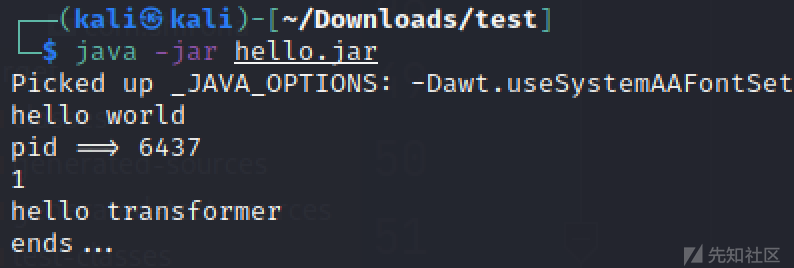 ┌──(kali㉿kali)-[~/Downloads/test]
└─$ java -jar hello.jar
Picked up _JAVA_OPTIONS: -Dawt.useSystemAAFontSet
hello world
pid ==> 6437
1
hello transformer
ends...
先知社区